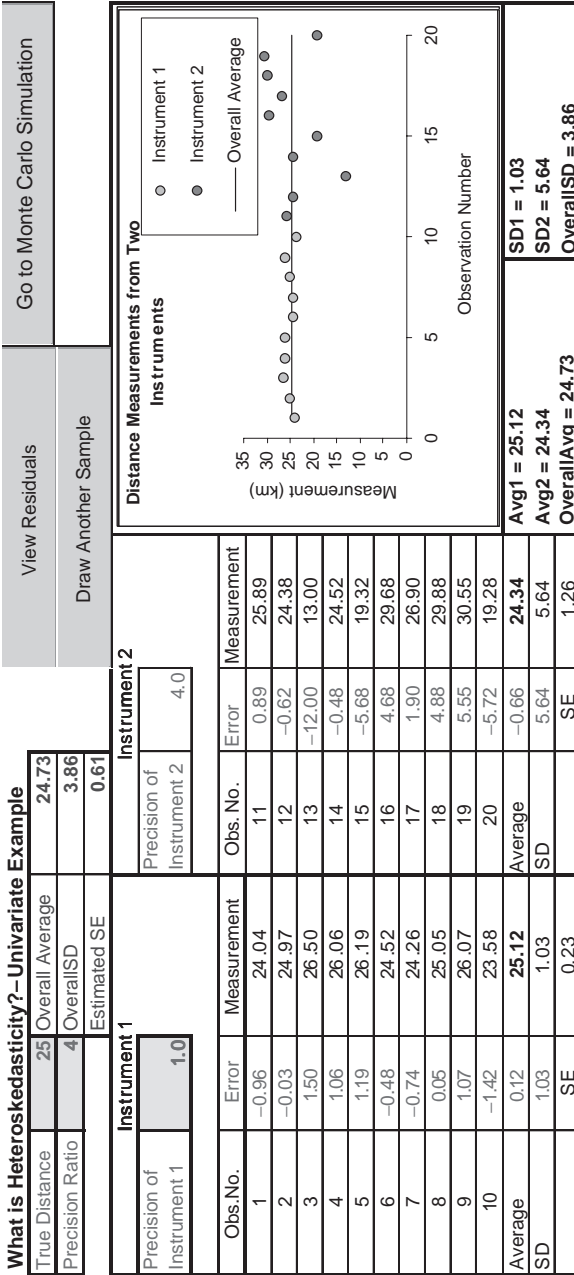 What is Heteroskedasticity?–Univariate Example
View Residuals
Go to Monte Carlo Simulation
True Distance 25 Overall Average 24.73
Precision Ratio 4 OverallSD 3.86
Estimated SE 0.61
Draw Another Sample
Instrument 1
Instrument 2
Precision of Instrument 1 1.0
Precision of Instrument 2 4.0
Obs.No. Error Measurement Obs. No. Error Measurement
1 –0.96 24.04 11 0.89 25.89
2 –0.03 24.97 12 –0.62 24.38
3 1.50 26.50 13 –12.00 13.00
4 1.06 26.06 14 –0.48 24.52
5 1.19 26.19 15 –5.68 19.32
6 –0.48 24.52 16 4.68 29.68
7 –0.74 24.26 17 1.90 26.90
8 0.05 25.05 18 4.88 29.88
9 1.07 26.07 19 5.55 30.55
10 –1.42 23.58 20 –5.72 19.28
Average 0.12 25.12 Average –0.66 24.34
SD 1.03 1.03 SD 5.64 5.64
SE 0.23 SE 1.26
Distance Measurements from Two
Instruments
Instrument 1
Instrument 2
Overall Average
Measurement (km)
35
30
25
20
15
10
5
0
0 5 10 15 20
Observation Number
Avg1 = 25.12 SD1 = 1.03
Avg2 = 24.34 SD2 = 5.64
OverallAvg = 24.73 OverallSD = 3.86